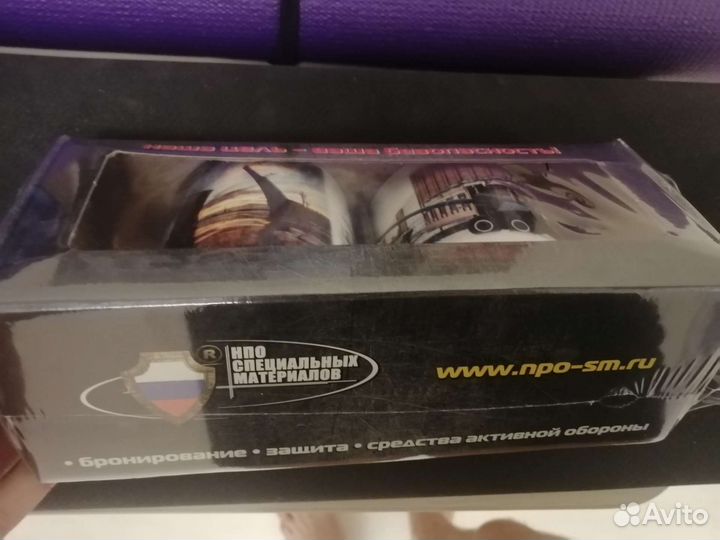 ®
НПО
СПЕЦИАЛЬНЫХ
МАТЕРИАЛОВ
www.npo-sm.ru
• бронирование • защита • средства активной обороны
Avito